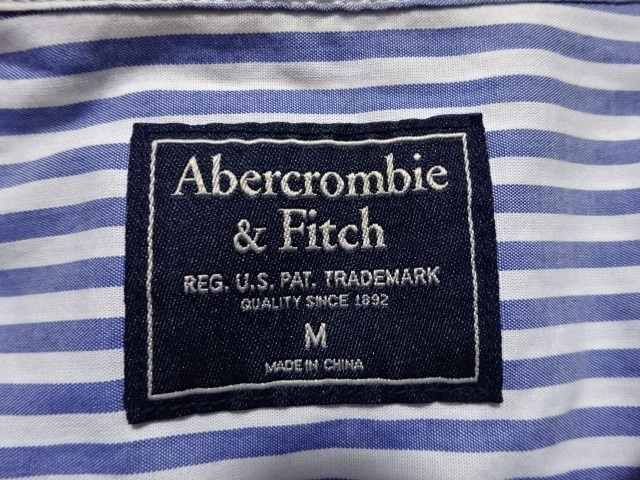 Abercrombie
& Fitch
REG. U.S. PAT. TRADEMARK
QUALITY SINCE 1892
M
MADE IN CHINA